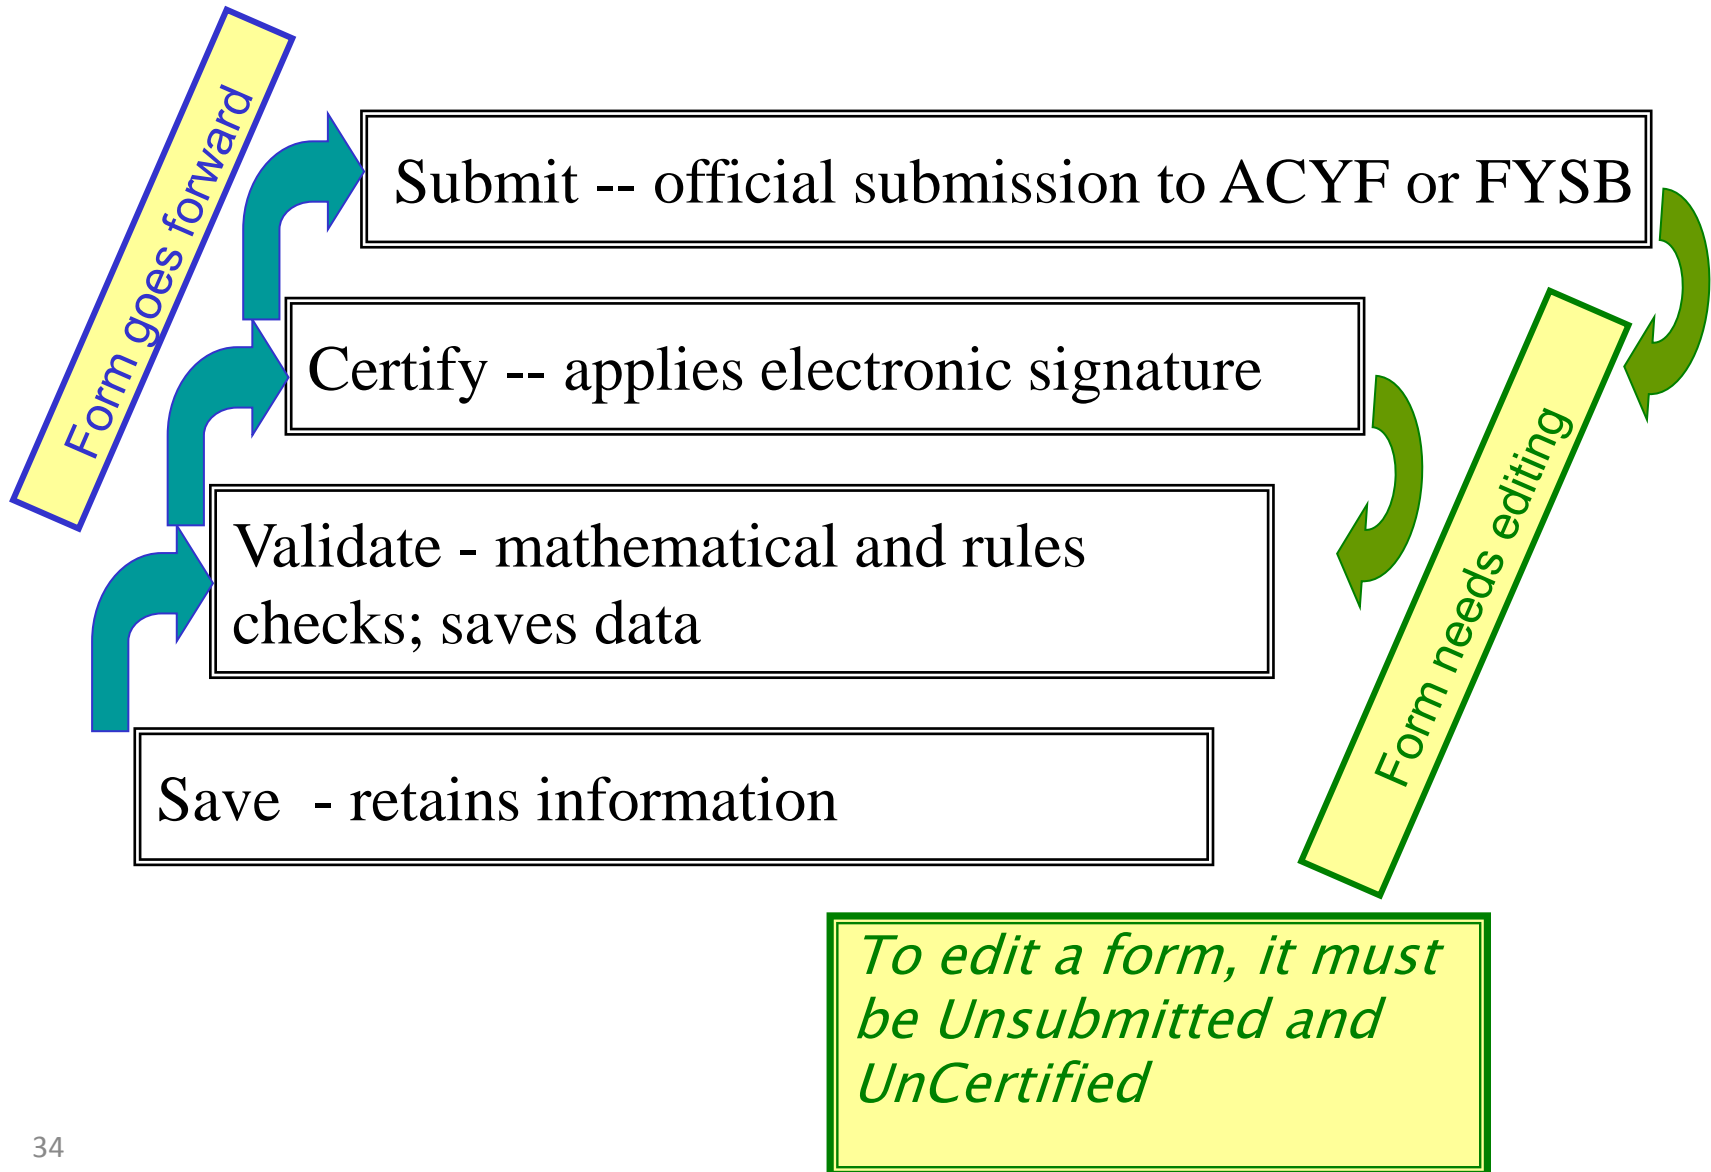 Form goes forward
Submit -- official submission to ACYF or FYSB
Certify -- applies electronic signature
Validate - mathematical and rules
checks; saves data
Save  - retains information
Form needs editing
To edit a form, it must
be Unsubmitted and
UnCertified
34